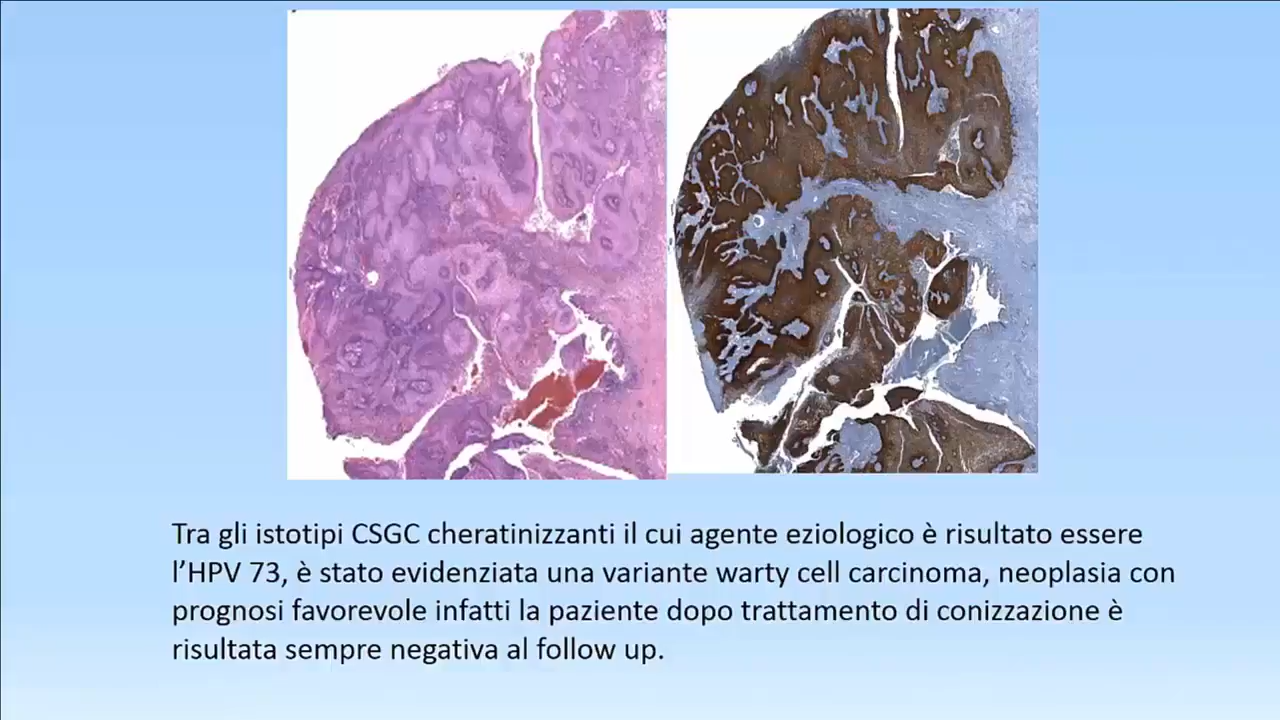 Tra gli istotipi CSGC cheratinizzanti il cui agente eziologico è risultato essere
l’HPV 73, è stato evidenziata una variante warty cell carcinoma, neoplasia con
prognosi favorevole infatti la paziente dopo trattamento di conizzazione è
risultata sempre negativa al follow up.